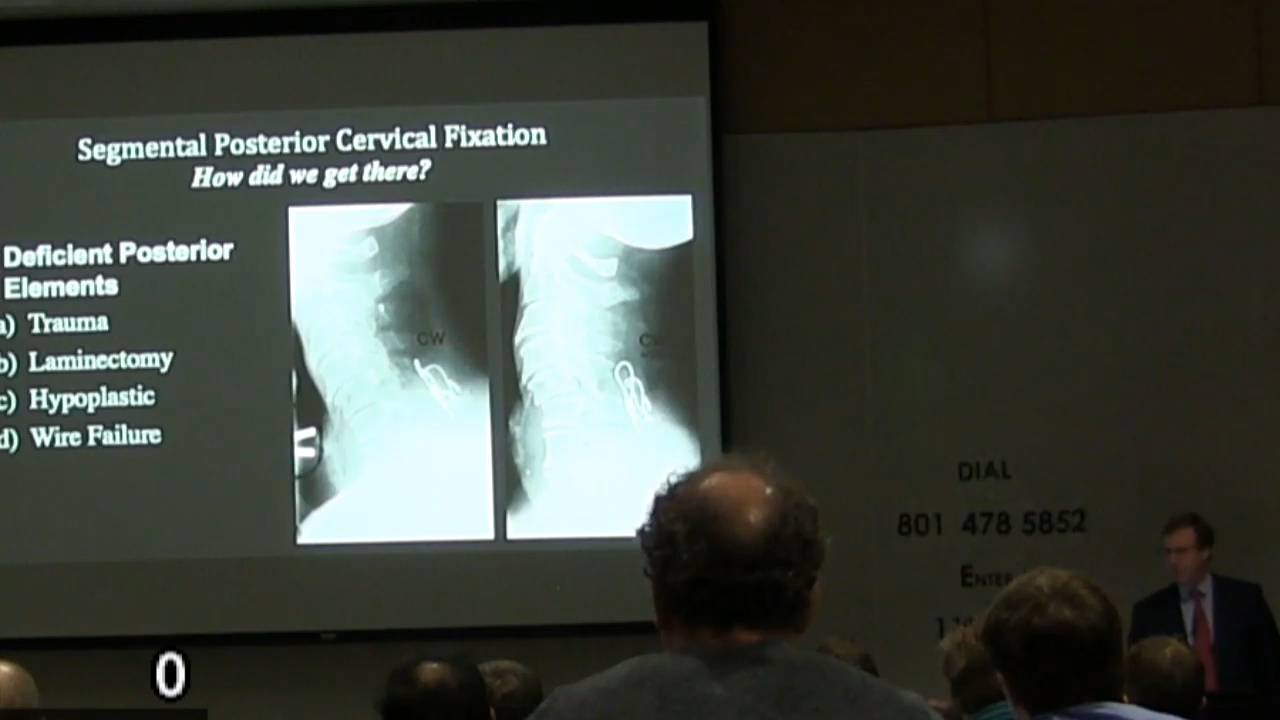 Segmental Posterior Cervical Fixation
How did we get there?
Deficient Posterior
Elements
a) Trauma
b) Laminectomy
c) Hypoplastic
d) Wire Failure
CW
DIAL
801 478 5852
ENTER
0